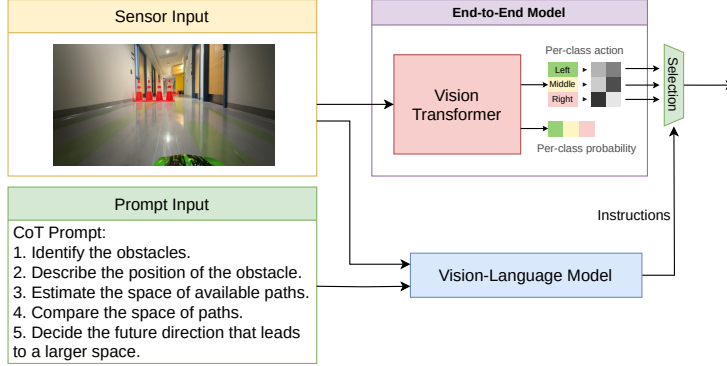 Sensor Input
End-to-End Model
Vision
Transformer
Per-class action
Left
Middle
Right
Per-class probability
Selection
Prompt Input
CoT Prompt:
1. Identify the obstacles.
2. Describe the position of the obstacle.
3. Estimate the space of available paths.
4. Compare the space of paths.
5. Decide the future direction that leads
to a larger space.
Instructions
Vision-Language Model